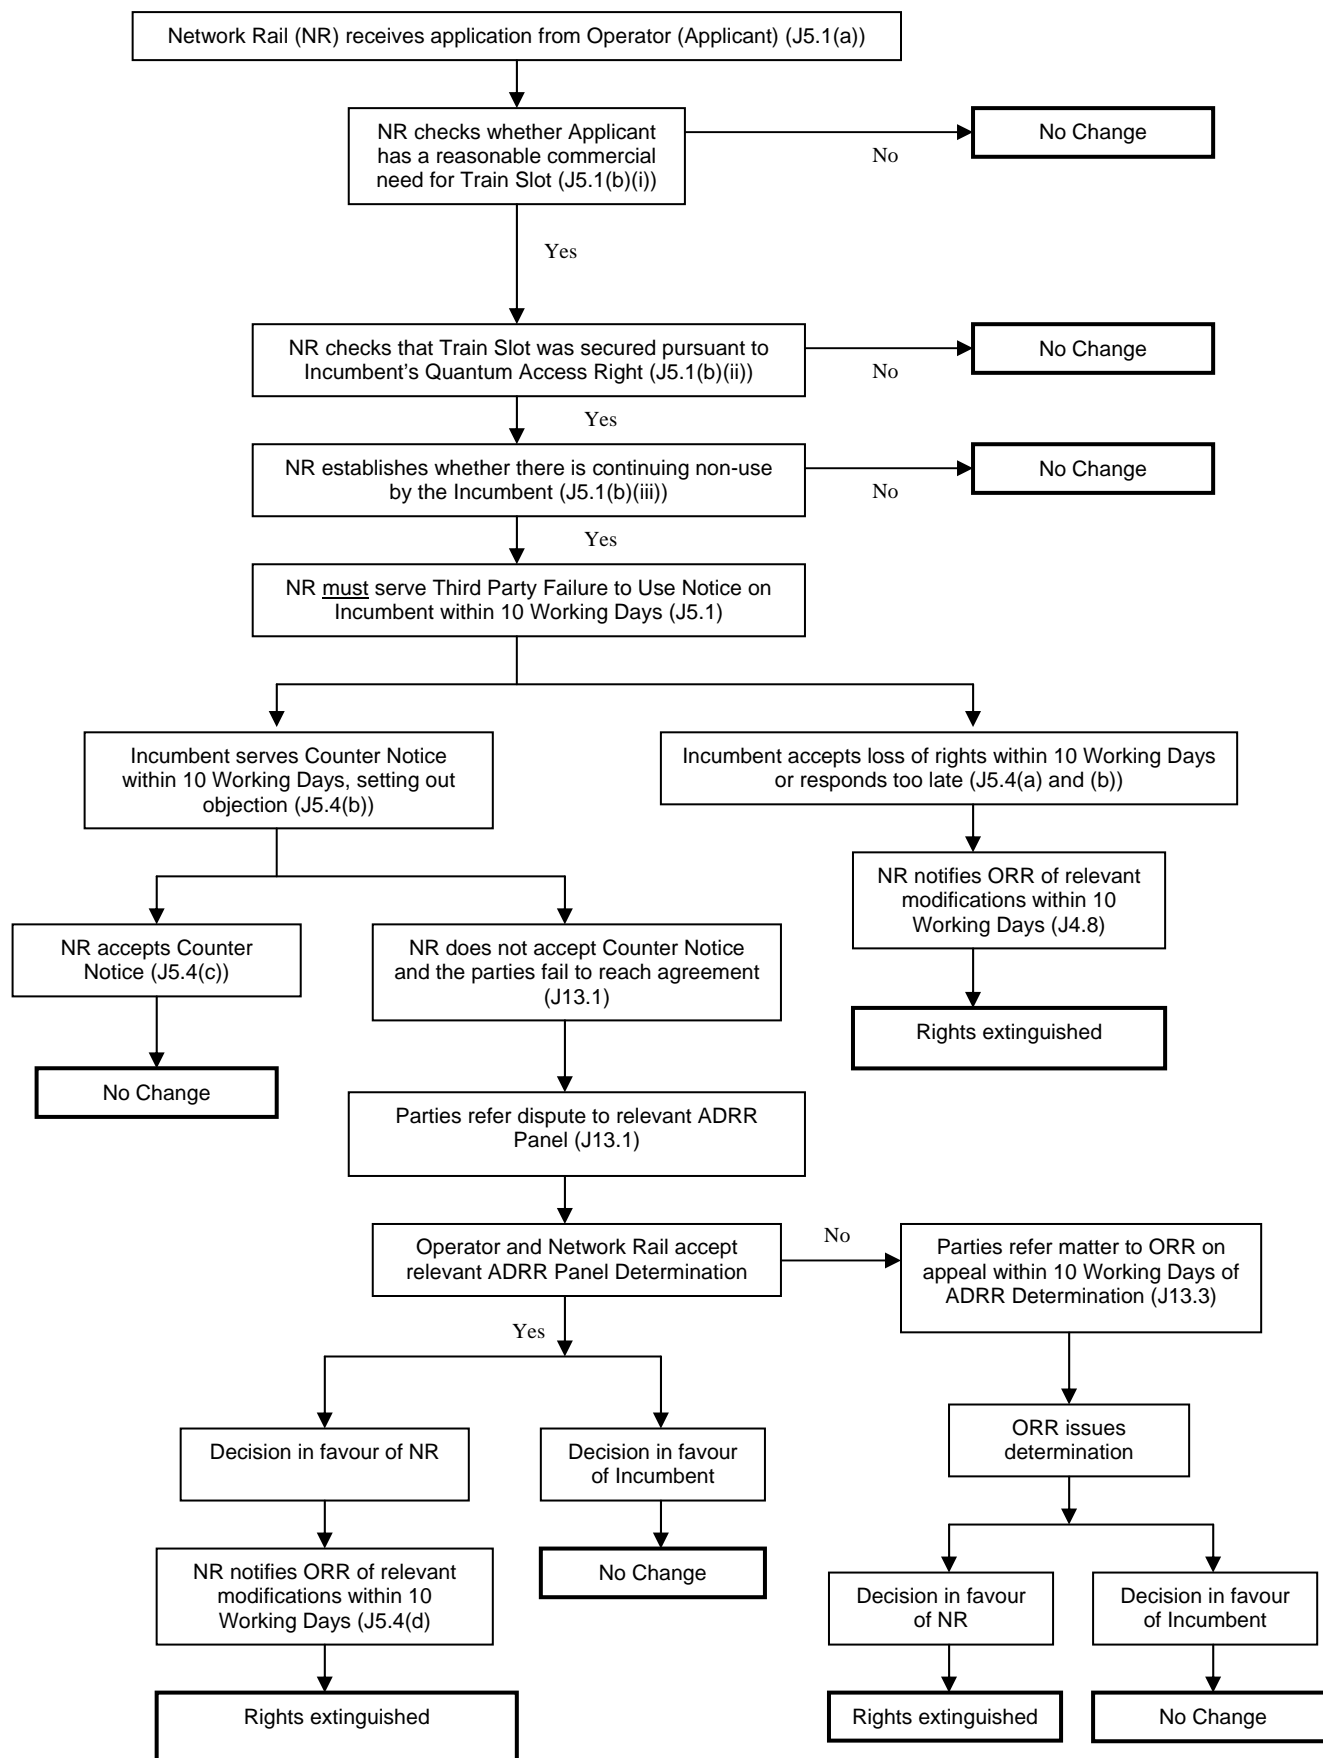 Network Rail (NR) receives application from Operator (Applicant) (J5.1(a))
NR checks whether Applicant
has a reasonable commercial
need for Train Slot (J5.1(b)(i))
No
No Change
Yes
NR checks that Train Slot was secured pursuant to
Incumbent’s Quantum Access Right (J5.1(b)(ii))
No
No Change
Yes
NR establishes whether there is continuing non-use
by the Incumbent (J5.1(b)(iii))
No
No Change
Yes
NR must serve Third Party Failure to Use Notice on
Incumbent within 10 Working Days (J5.1)
Incumbent serves Counter Notice
within 10 Working Days, setting out
objection (J5.4(b))
Incumbent accepts loss of rights within 10 Working Days
or responds too late (J5.4(a) and (b))
NR notifies ORR of relevant
modifications within 10
Working Days (J4.8)
Rights extinguished
NR accepts Counter
Notice (J5.4(c))
No Change
NR does not accept Counter Notice
and the parties fail to reach agreement
(J13.1)
Parties refer dispute to relevant ADRR
Panel (J13.1)
Operator and Network Rail accept
relevant ADRR Panel Determination
No
Parties refer matter to ORR on
appeal within 10 Working Days of
ADRR Determination (J13.3)
Yes
Decision in favour of NR
Decision in favour
of Incumbent
ORR issues
determination
NR notifies ORR of relevant
modifications within 10
Working Days (J5.4(d)
No Change
Decision in favour
of NR
Decision in favour
of Incumbent
Rights extinguished
Rights extinguished
No Change